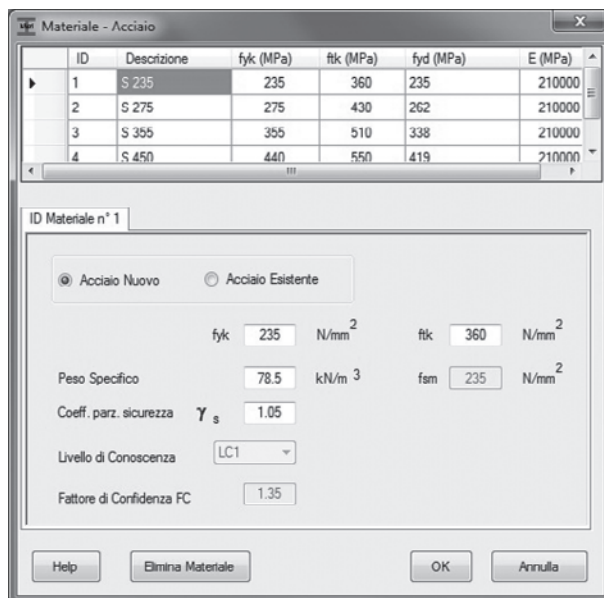 Materiale - Acciaio
ID Descrizione fyk (MPa) ftk (MPa) fyd (MPa) E (MPa)
1 S 235 235 360 235 210000
2 S 275 275 430 262 210000
3 S 355 355 510 338 210000
4 S 450 440 550 419 210000
ID Materiale n° 1
Acciaio Nuovo Acciaio Esistente
fyk 235 N/mm² ftk 360 N/mm²
Peso Specifico 78.5 kN/m³ fsm 235 N/mm²
Coeff. parz. sicurezza γs 1.05
Livello di Conoscenza LC1
Fattore di Confidenza FC 1.35
Help Elimina Materiale OK Annulla